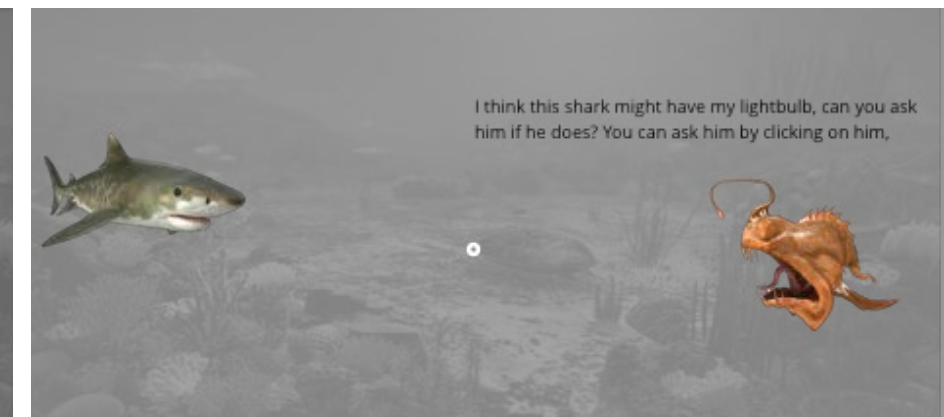 I think this shark might have my lightbulb, can you ask
him if he does? You can ask him by clicking on him,